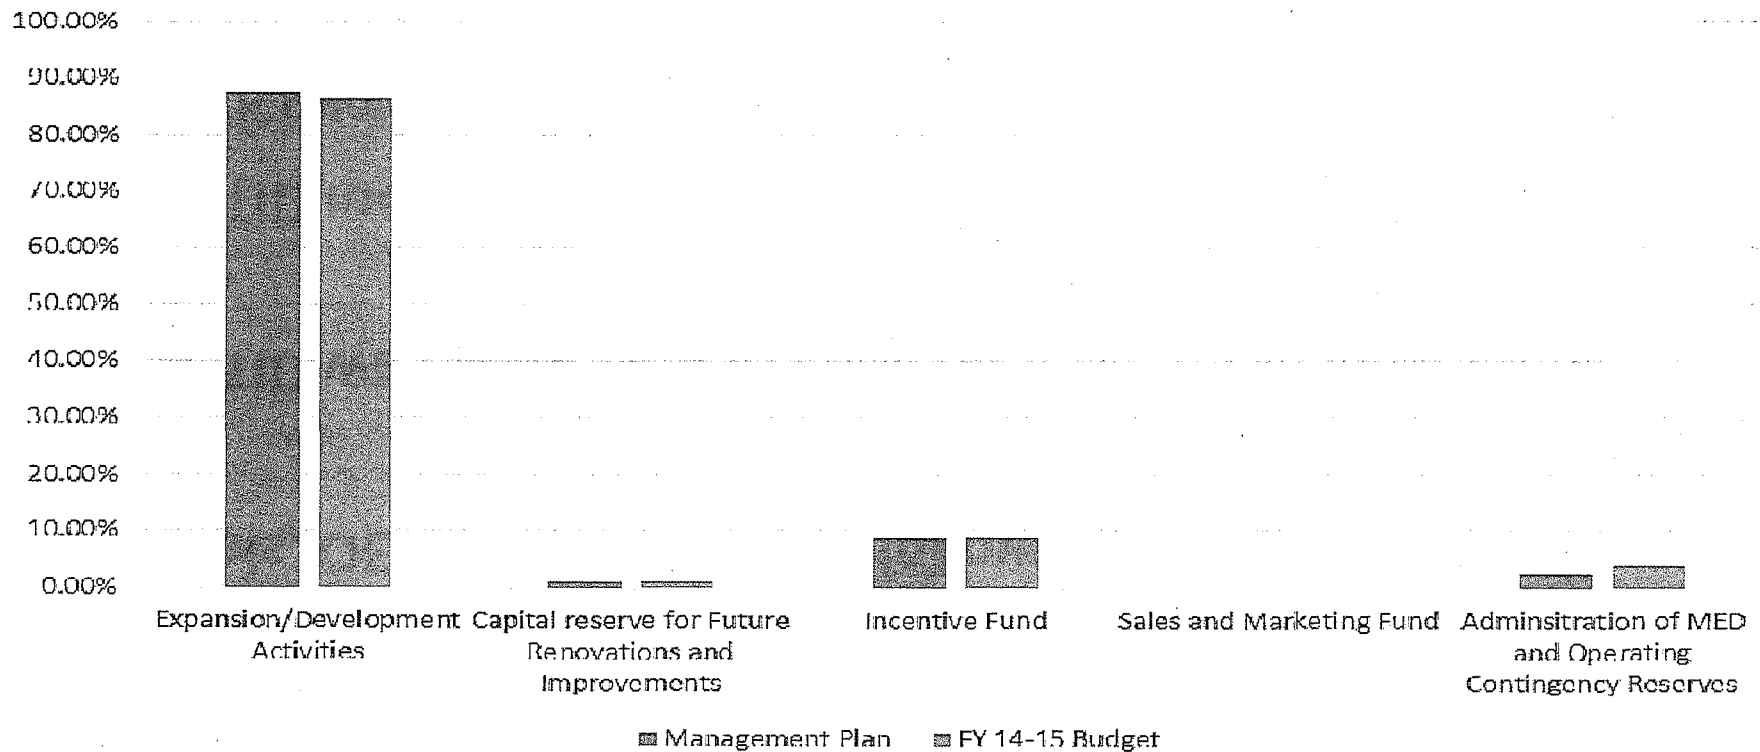 100.00%
90.00%
80.00%
70.00%
60.00%
50.00%
40.00%
30.00%
20.00%
10.00%
0.00%
Expansion/Development Activities
Capital reserve for Future Renovations and Improvements
Incentive Fund
Sales and Marketing Fund
Adminsitration of MED and Operating Contingency Reserves
Management Plan
FY 14-15 Budget